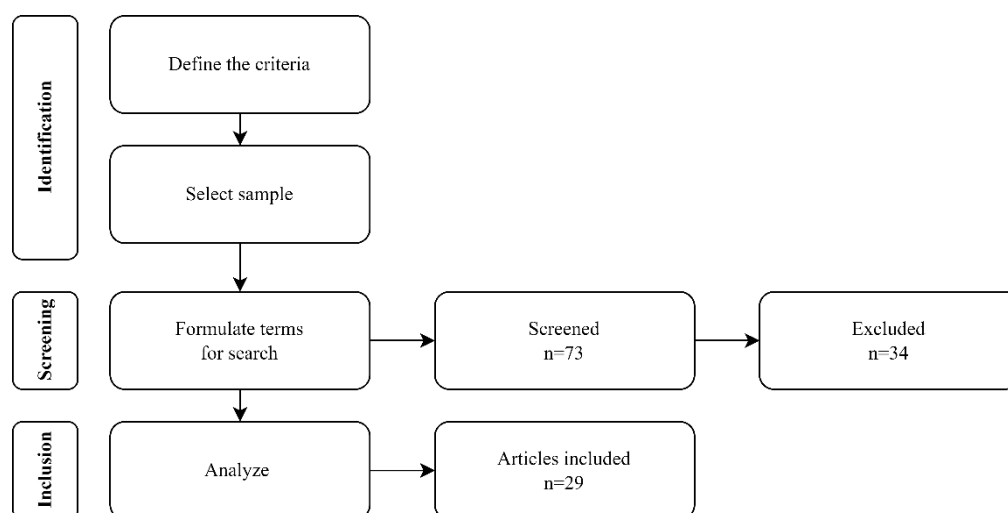 Identification
Define the criteria
Select sample
Screening
Formulate terms
for search
Screened
n=73
Excluded
n=34
Inclusion
Analyze
Articles included
n=29